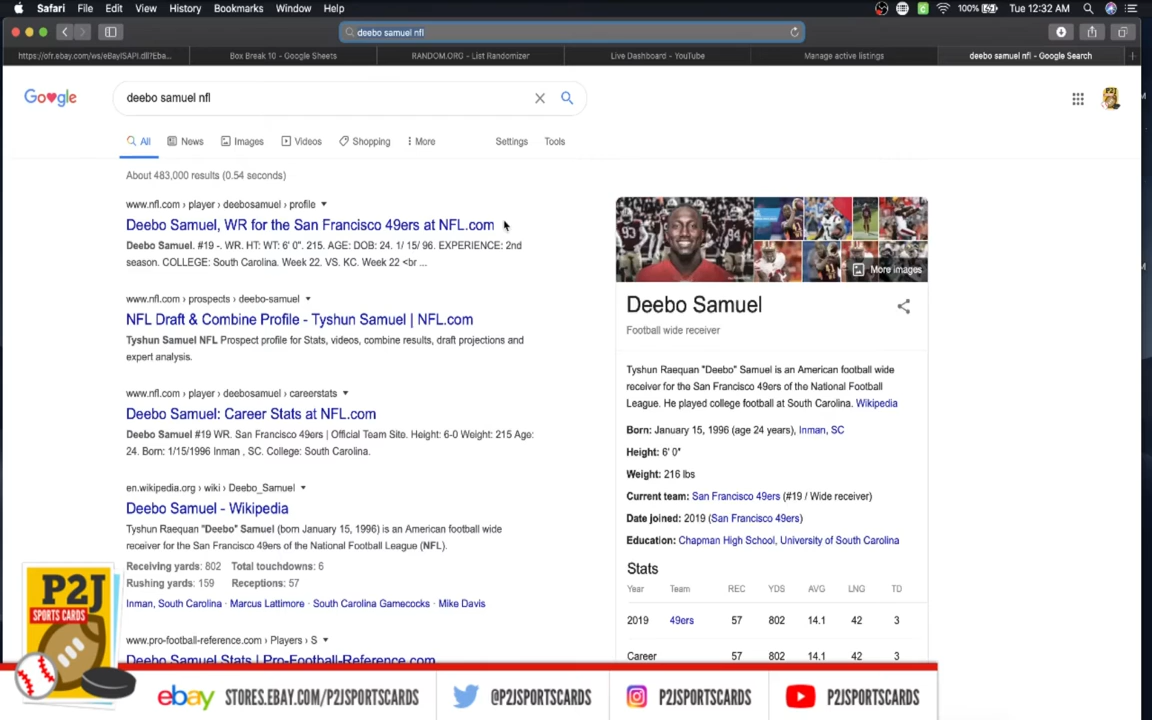 Safari File Edit View History Bookmarks Window Help 100% Tue 12:32 AM
deebo samuel nfl
https://ofr.ebay.com/ws/eBayISAPI.dll?Eba... Box Break 10 - Google Sheets RANDOM.ORG - List Randomizer Live Dashboard - YouTube Manage active listings deebo samuel nfl - Google Search
deebo samuel nfl
All News Images Videos Shopping More Settings Tools
About 483,000 results (0.54 seconds)
www.nfl.com › player › deebosamuel › profile
Deebo Samuel, WR for the San Francisco 49ers at NFL.com
Deebo Samuel. #19 -. WR. HT: WT: 6' 0". 215. AGE: DOB: 24. 1/ 15/ 96. EXPERIENCE: 2nd
season. COLLEGE: South Carolina. Week 22. VS. KC. Week 22 <br ...
www.nfl.com › prospects › deebo-samuel
NFL Draft & Combine Profile - Tyshun Samuel | NFL.com
Tyshun Samuel NFL Prospect profile for Stats, videos, combine results, draft projections and
expert analysis.
www.nfl.com › player › deebosamuel › careerstats
Deebo Samuel: Career Stats at NFL.com
Deebo Samuel #19 WR. San Francisco 49ers | Official Team Site. Height: 6-0 Weight: 215 Age:
24. Born: 1/15/1996 Inman , SC. College: South Carolina.
en.wikipedia.org › wiki › Deebo_Samuel
Deebo Samuel - Wikipedia
Tyshun Raequan "Deebo" Samuel (born January 15, 1996) is an American football wide
receiver for the San Francisco 49ers of the National Football League (NFL).
Receiving yards: 802 Total touchdowns: 6
Rushing yards: 159 Receptions: 57
Inman, South Carolina · Marcus Lattimore · South Carolina Gamecocks · Mike Davis
www.pro-football-reference.com › Players › S
Deebo Samuel Stats | Pro-Football-Reference.com
More images
Deebo Samuel
Football wide receiver
Tyshun Raequan "Deebo" Samuel is an American football wide
receiver for the San Francisco 49ers of the National Football
League. He played college football at South Carolina. Wikipedia
Born: January 15, 1996 (age 24 years), Inman, SC
Height: 6' 0"
Weight: 216 lbs
Current team: San Francisco 49ers (#19 / Wide receiver)
Date joined: 2019 (San Francisco 49ers)
Education: Chapman High School, University of South Carolina
Stats
Year Team REC YDS AVG LNG TD
2019 49ers 57 802 14.1 42 3
Career 57 802 14.1 42 3
P2J
SPORTS CARDS
ebay STORES.EBAY.COM/P2JSPORTSCARDS @P2JSPORTSCARDS P2JSPORTSCARDS P2JSPORTSCARDS